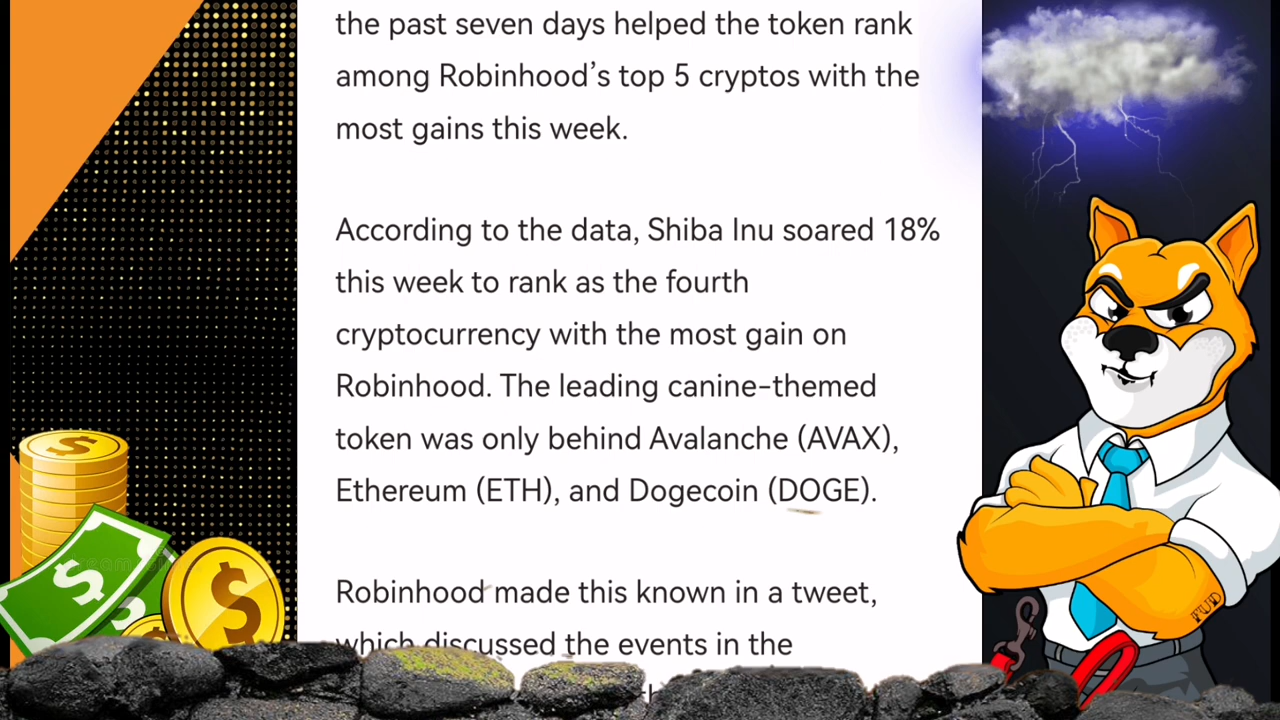 the past seven days helped the token rank
among Robinhood’s top 5 cryptos with the
most gains this week.
According to the data, Shiba Inu soared 18%
this week to rank as the fourth
cryptocurrency with the most gain on
Robinhood. The leading canine-themed
token was only behind Avalanche (AVAX),
Ethereum (ETH), and Dogecoin (DOGE).
Robinhood made this known in a tweet,
which discussed the events in the
FUD